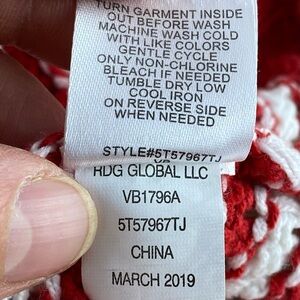 TURN GARMENT INSIDE
OUT BEFORE WASH
MACHINE WASH COLD
WITH LIKE COLORS
GENTLE CYCLE
ONLY NON-CHLORINE
BLEACH IF NEEDED
TUMBLE DRY LOW
COOL IRON
ON REVERSE SIDE
WHEN NEEDED
STYLE#5T57967TJ
RDG GLOBAL LLC
VB1796A
5T57967TJ
CHINA
MARCH 2019